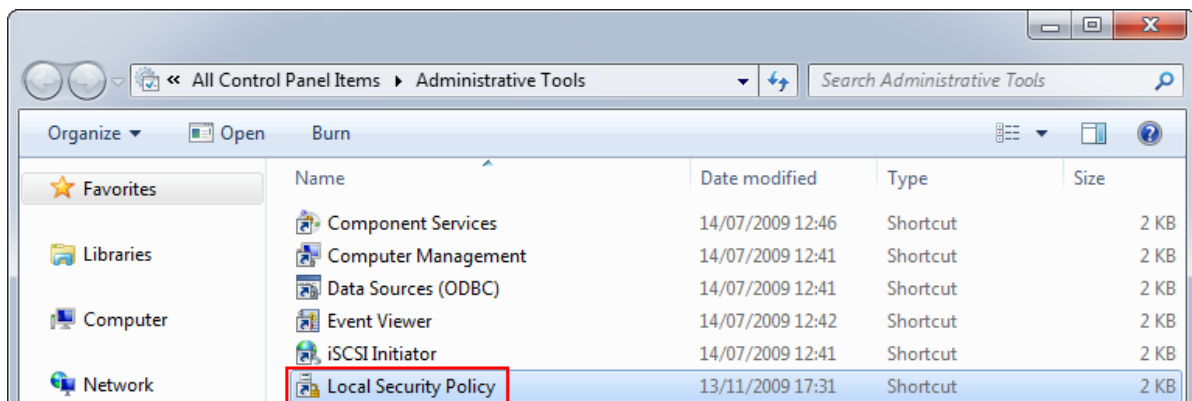 « All Control Panel Items ▸ Administrative Tools Search Administrative Tools
Organize Open Burn
Name Date modified Type Size
Favorites
Component Services 14/07/2009 12:46 Shortcut 2 KB
Libraries
Computer Management 14/07/2009 12:41 Shortcut 2 KB
Data Sources (ODBC) 14/07/2009 12:41 Shortcut 2 KB
Computer
Event Viewer 14/07/2009 12:42 Shortcut 2 KB
iSCSI Initiator 14/07/2009 12:41 Shortcut 2 KB
Network
Local Security Policy 13/11/2009 17:31 Shortcut 2 KB